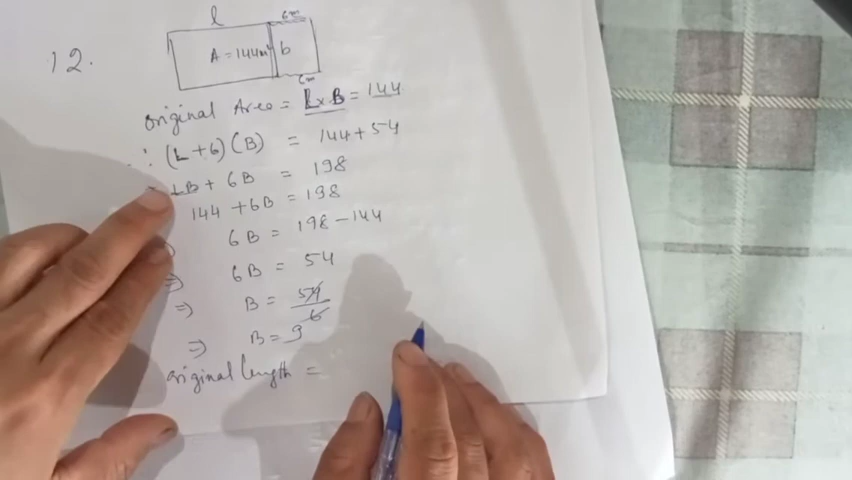 12.
l
6m
A = 144m² b
6m
original Area = L×B = 144
∴ (L+6)(B) = 144+54
LB + 6B = 198
144 + 6B = 198
6B = 198-144
⇒ 6B = 54
⇒ B = 54/6
⇒ B = 9
original length =